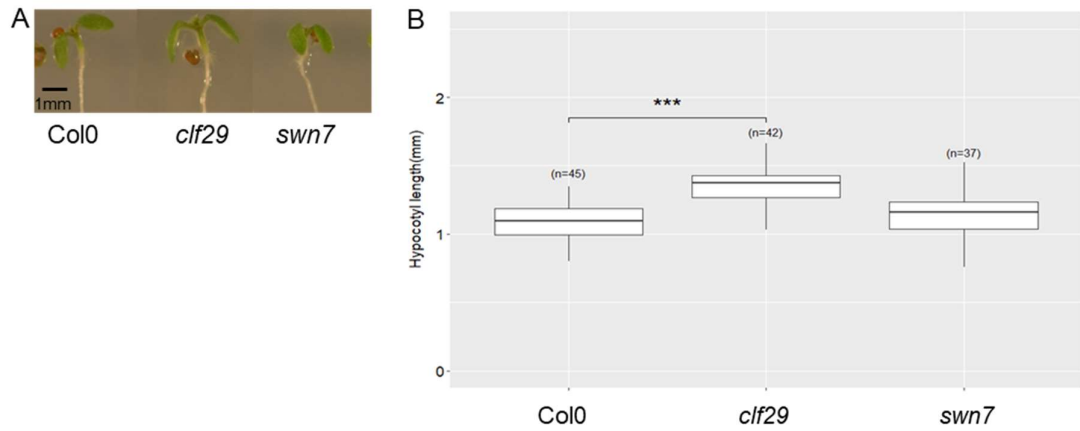 A
1mm
Col0 clf29 swn7
B
Hypocotyl length(mm)
2
1
0
***
(n=45)
(n=42)
(n=37)
Col0 clf29 swn7